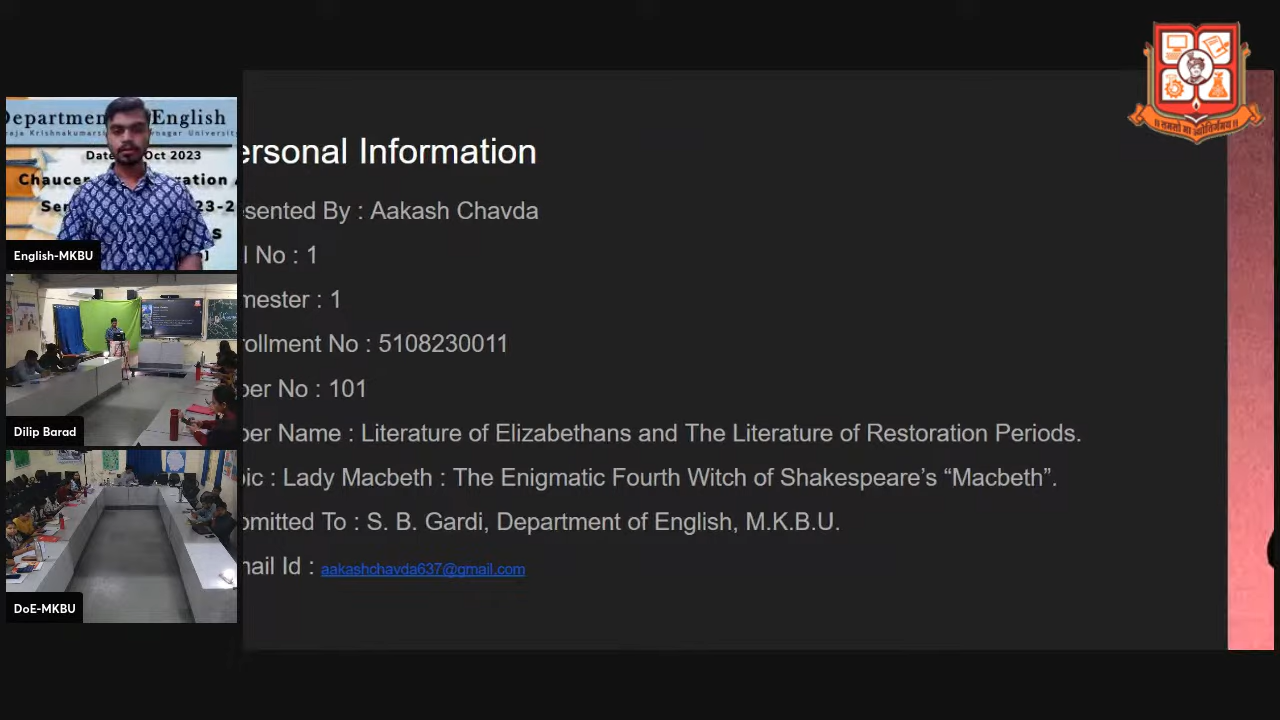 Department English
Date Oct 2023
Chaucer ration
English-MKBU
Dilip Barad
DoE-MKBU
ersonal Information
esented By : Aakash Chavda
l No : 1
mester : 1
rollment No : 5108230011
per No : 101
per Name : Literature of Elizabethans and The Literature of Restoration Periods.
pic : Lady Macbeth : The Enigmatic Fourth Witch of Shakespeare’s “Macbeth”.
bmitted To : S. B. Gardi, Department of English, M.K.B.U.
mail Id : aakashchavda637@gmail.com